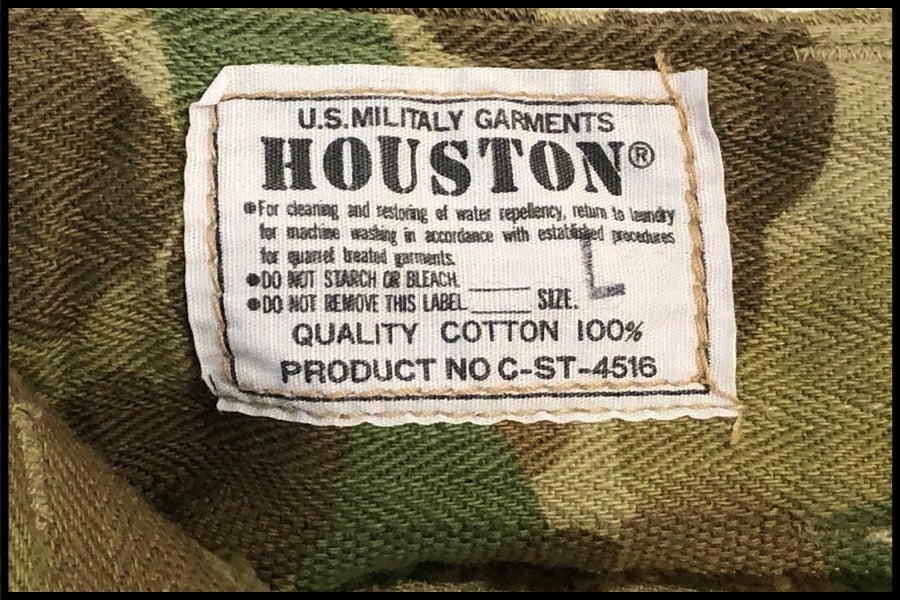 U.S.MILITALY GARMENTS
HOUSTON®
●For cleaning and restoring of water repellency, return to laundry
for machine washing in accordance with established procedures
for quarrel treated garments.
●DO NOT STARCH OR BLEACH.
●DO NOT REMOVE THIS LABEL SIZE. L
QUALITY COTTON 100%
PRODUCT NO C-ST-4516